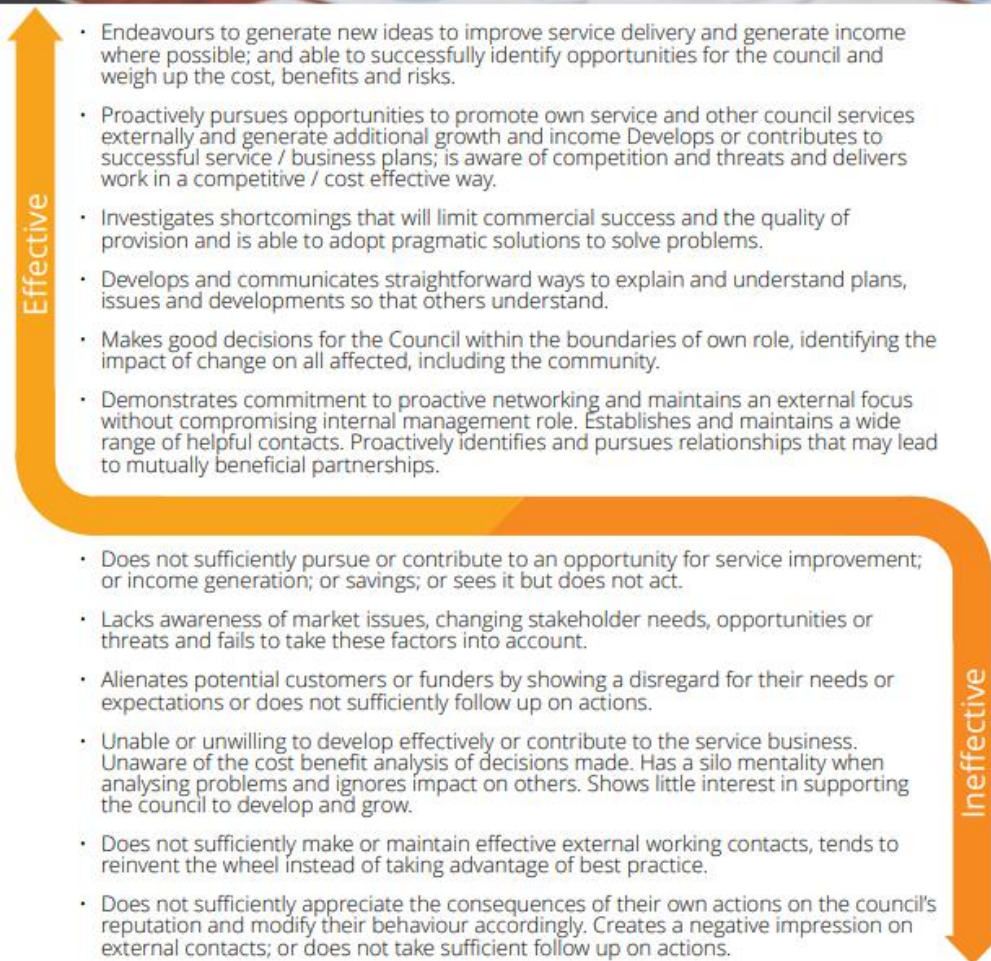 • Endeavours to generate new ideas to improve service delivery and generate income
where possible; and able to successfully identify opportunities for the council and
weigh up the cost, benefits and risks.
• Proactively pursues opportunities to promote own service and other council services
externally and generate additional growth and income Develops or contributes to
successful service / business plans; is aware of competition and threats and delivers
work in a competitive / cost effective way.
Effective
• Investigates shortcomings that will limit commercial success and the quality of
provision and is able to adopt pragmatic solutions to solve problems.
• Develops and communicates straightforward ways to explain and understand plans,
issues and developments so that others understand.
• Makes good decisions for the Council within the boundaries of own role, identifying the
impact of change on all affected, including the community.
• Demonstrates commitment to proactive networking and maintains an external focus
without compromising internal management role. Establishes and maintains a wide
range of helpful contacts. Proactively identifies and pursues relationships that may lead
to mutually beneficial partnerships.
• Does not sufficiently pursue or contribute to an opportunity for service improvement;
or income generation; or savings; or sees it but does not act.
• Lacks awareness of market issues, changing stakeholder needs, opportunities or
threats and fails to take these factors into account.
• Alienates potential customers or funders by showing a disregard for their needs or
expectations or does not sufficiently follow up on actions.
• Unable or unwilling to develop effectively or contribute to the service business.
Unaware of the cost benefit analysis of decisions made. Has a silo mentality when
analysing problems and ignores impact on others. Shows little interest in supporting
the council to develop and grow.
Ineffective
• Does not sufficiently make or maintain effective external working contacts, tends to
reinvent the wheel instead of taking advantage of best practice.
• Does not sufficiently appreciate the consequences of their own actions on the council's
reputation and modify their behaviour accordingly. Creates a negative impression on
external contacts; or does not take sufficient follow up on actions.